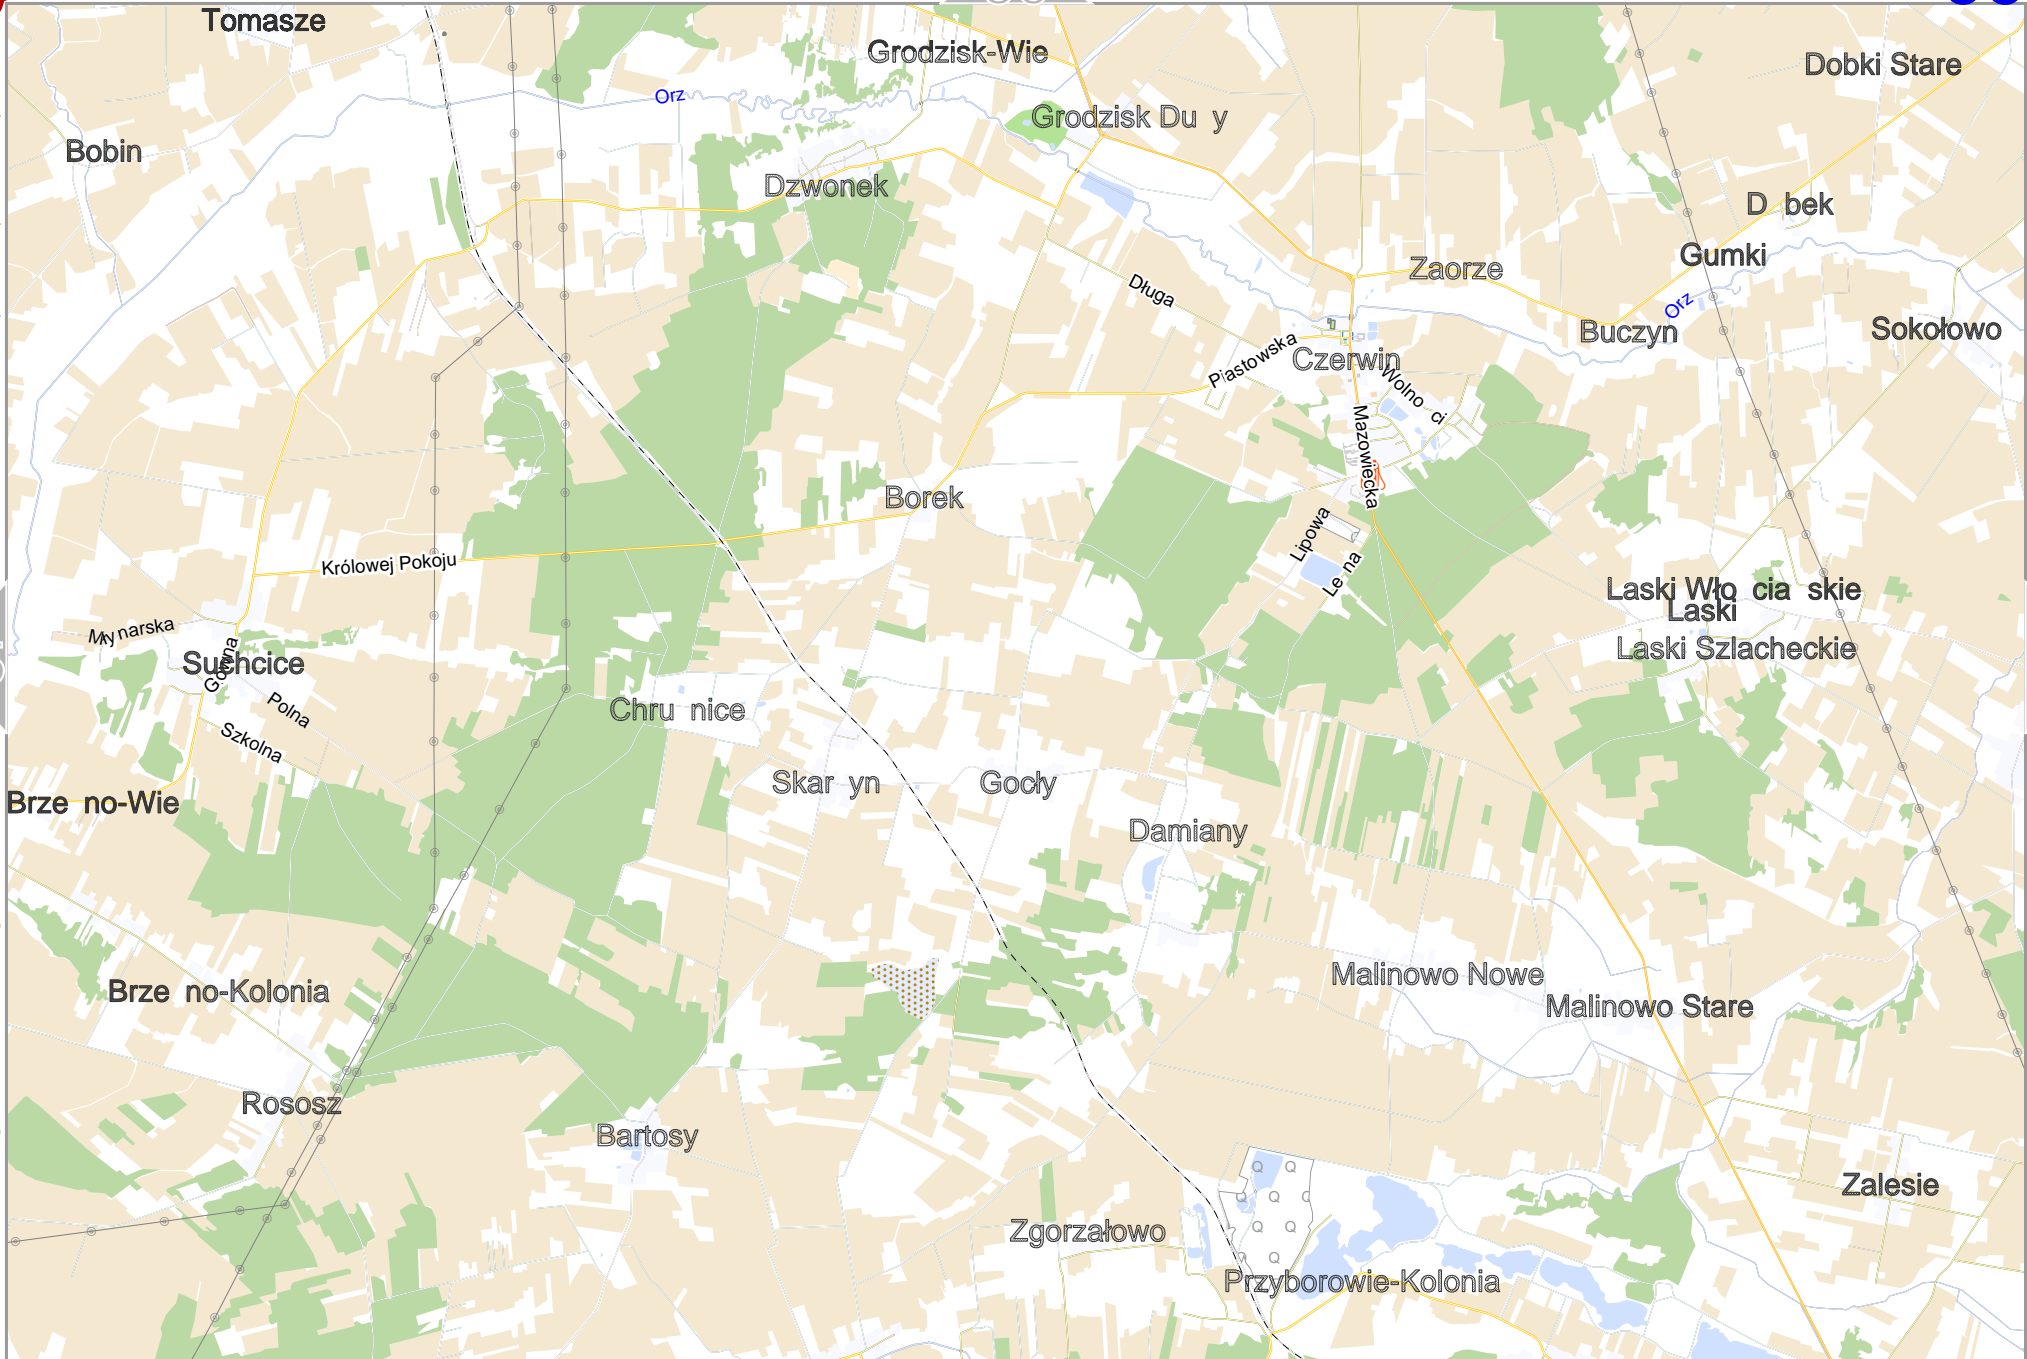 Tomasze
Grodzisk-Wie
Dobki Stare
Orz
Grodzisk Du y
Bobin
Dzwonek
D bek
Gumki
Zaorze
Długa
Orz
Buczyn
Sokołowo
Piastowska
Czerwin
Wolno ci
Mazowiecka
Borek
Lipowa
Le na
Królowej Pokoju
Laski Wło cia skie
Laski
Laski Szlacheckie
Młynarska
Suchcice
Główna
Polna
Szkolna
Chru nice
Skar yn
Gocły
Brze no-Wie
Damiany
Malinowo Nowe
Brze no-Kolonia
Malinowo Stare
Rososz
Bartosy
Zalesie
Zgorzałowo
Przyborowie-Kolonia